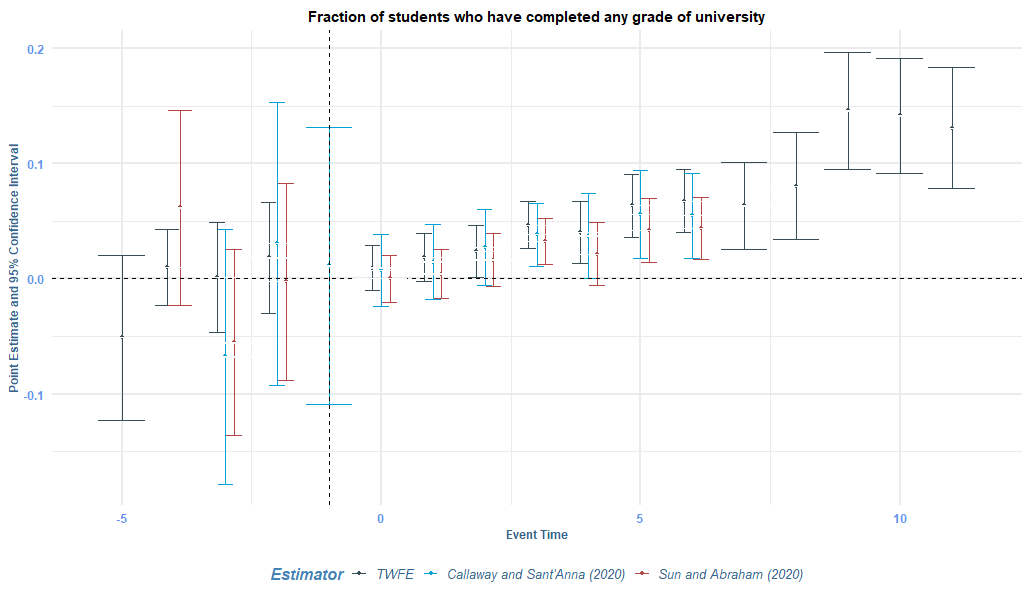 Fraction of students who have completed any grade of university
Point Estimate and 95% Confidence Interval
0.2
0.1
0.0
-0.1
-5
0
5
10
Event Time
Estimator TWFE Callaway and Sant'Anna (2020) Sun and Abraham (2020)